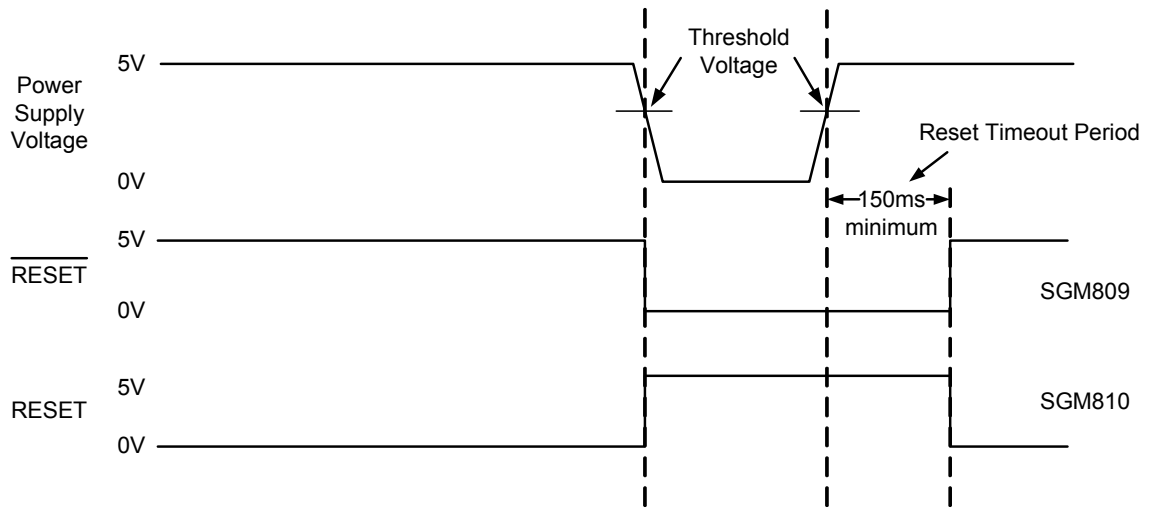 Threshold
Voltage
5V
Power
Supply
Voltage
Reset Timeout Period
0V
150ms
minimum
5V
RESET
SGM809
0V
5V
SGM810
RESET
0V